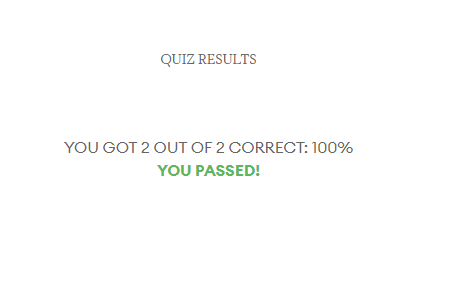 QUIZ RESULTS
YOU GOT 2 OUT OF 2 CORRECT: 100%
YOU PASSED!